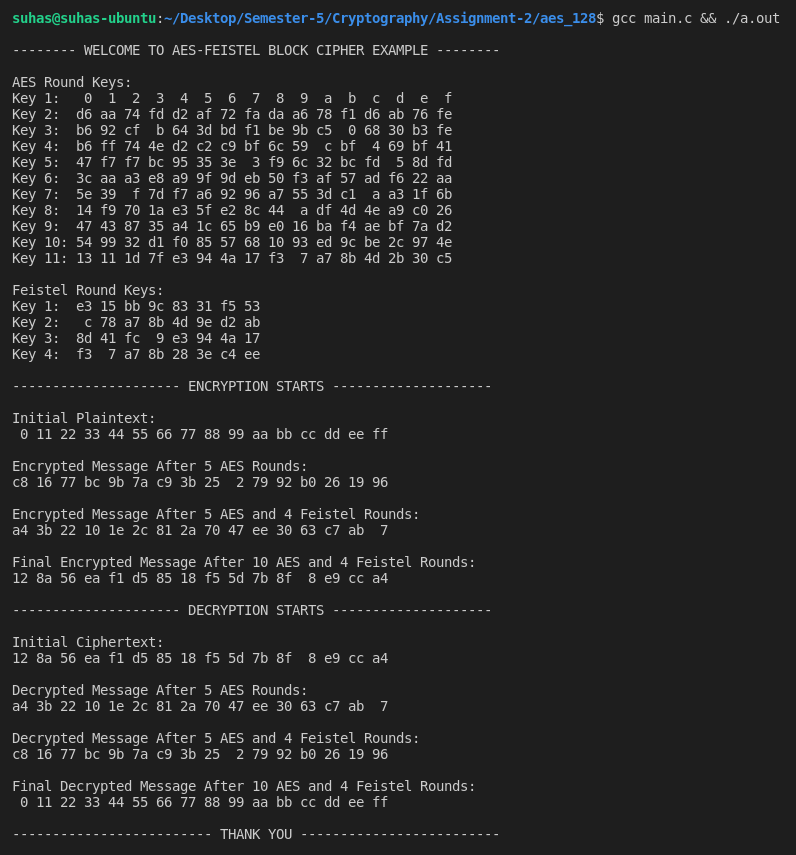 suhas@suhas-ubuntu:~/Desktop/Semester-5/Cryptography/Assignment-2/aes_128$ gcc main.c && ./a.out
-------- WELCOME TO AES-FEISTEL BLOCK CIPHER EXAMPLE --------
AES Round Keys:
Key 1:   0  1  2  3  4  5  6  7  8  9  a  b  c  d  e  f
Key 2:  d6 aa 74 fd d2 af 72 fa da a6 78 f1 d6 ab 76 fe
Key 3:  b6 92 cf  b 64 3d bd f1 be 9b c5  0 68 30 b3 fe
Key 4:  b6 ff 74 4e d2 c2 c9 bf 6c 59  c bf  4 69 bf 41
Key 5:  47 f7 f7 bc 95 35 3e  3 f9 6c 32 bc fd  5 8d fd
Key 6:  3c aa a3 e8 a9 9f 9d eb 50 f3 af 57 ad f6 22 aa
Key 7:  5e 39  f 7d f7 a6 92 96 a7 55 3d c1  a a3 1f 6b
Key 8:  14 f9 70 1a e3 5f e2 8c 44  a df 4d 4e a9 c0 26
Key 9:  47 43 87 35 a4 1c 65 b9 e0 16 ba f4 ae bf 7a d2
Key 10: 54 99 32 d1 f0 85 57 68 10 93 ed 9c be 2c 97 4e
Key 11: 13 11 1d 7f e3 94 4a 17 f3  7 a7 8b 4d 2b 30 c5
Feistel Round Keys:
Key 1:  e3 15 bb 9c 83 31 f5 53
Key 2:   c 78 a7 8b 4d 9e d2 ab
Key 3:  8d 41 fc  9 e3 94 4a 17
Key 4:  f3  7 a7 8b 28 3e c4 ee
--------------------- ENCRYPTION STARTS --------------------
Initial Plaintext:
 0 11 22 33 44 55 66 77 88 99 aa bb cc dd ee ff
Encrypted Message After 5 AES Rounds:
c8 16 77 bc 9b 7a c9 3b 25  2 79 92 b0 26 19 96
Encrypted Message After 5 AES and 4 Feistel Rounds:
a4 3b 22 10 1e 2c 81 2a 70 47 ee 30 63 c7 ab  7
Final Encrypted Message After 10 AES and 4 Feistel Rounds:
12 8a 56 ea f1 d5 85 18 f5 5d 7b 8f  8 e9 cc a4
--------------------- DECRYPTION STARTS --------------------
Initial Ciphertext:
12 8a 56 ea f1 d5 85 18 f5 5d 7b 8f  8 e9 cc a4
Decrypted Message After 5 AES Rounds:
a4 3b 22 10 1e 2c 81 2a 70 47 ee 30 63 c7 ab  7
Decrypted Message After 5 AES and 4 Feistel Rounds:
c8 16 77 bc 9b 7a c9 3b 25  2 79 92 b0 26 19 96
Final Decrypted Message After 10 AES and 4 Feistel Rounds:
 0 11 22 33 44 55 66 77 88 99 aa bb cc dd ee ff
------------------------- THANK YOU -------------------------